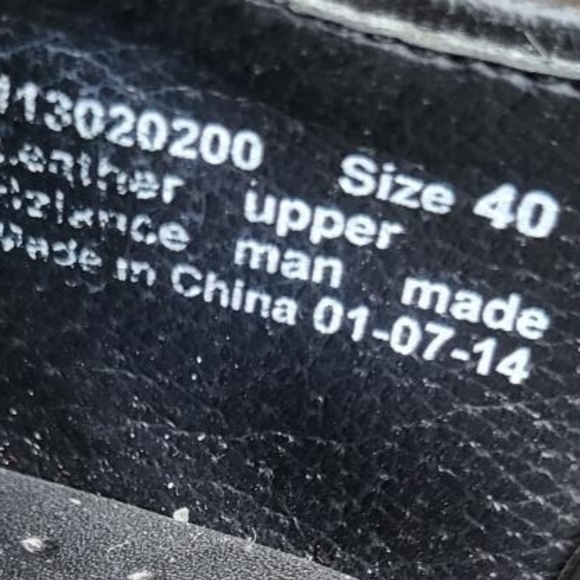 13020200 Size 40
Leather upper
Balance man made
Made in China 01-07-14